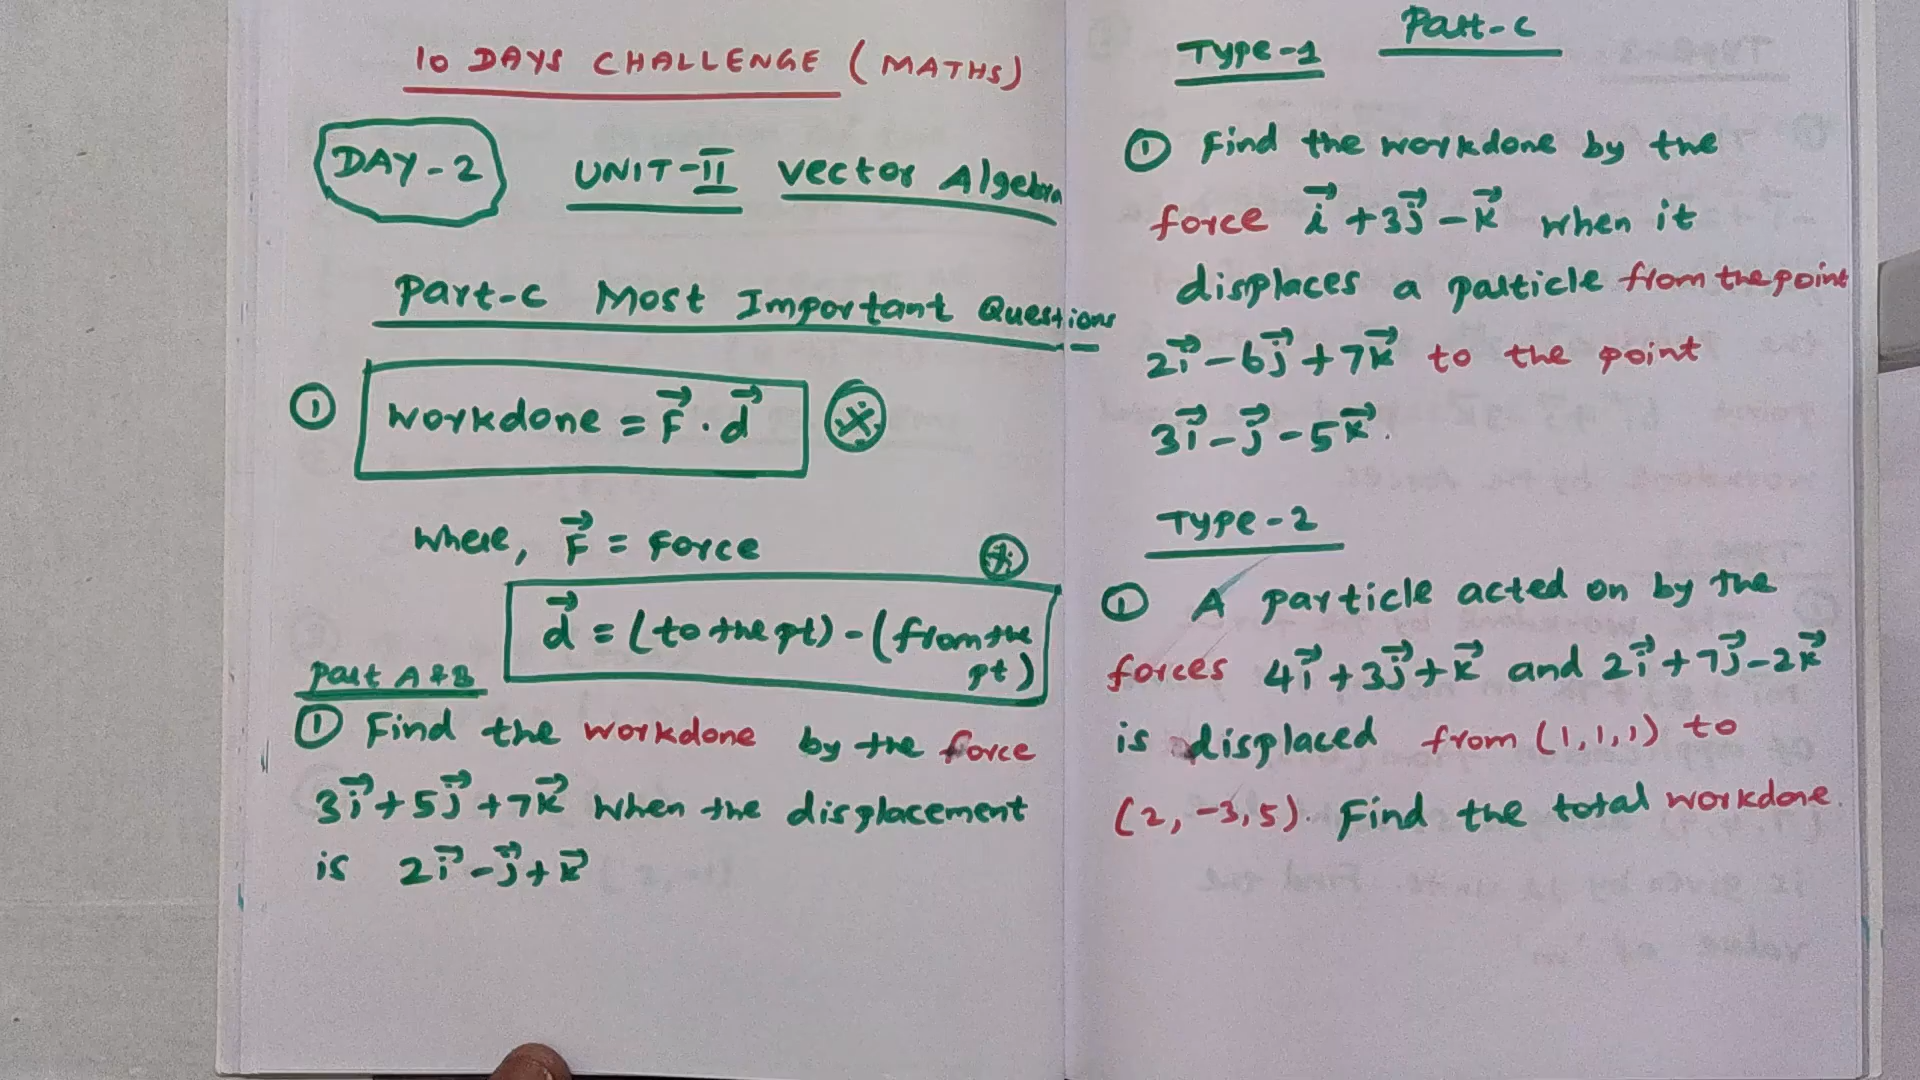 10 DAYS CHALLENGE (MATHS)
DAY-2 UNIT-II Vector Algebra
Part-C Most Important Questions
① Workdone = F⃗ · d⃗
Where, F⃗ = Force
d⃗ = (to the pt) - (from the
pt)
Part A & B
① Find the workdone by the force
3i⃗ + 5j⃗ + 7k⃗ when the displacement
is 2i⃗ - j⃗ + k⃗
Type-1 Part-C
① Find the workdone by the
force i⃗ + 3j⃗ - k⃗ when it
displaces a particle from the point
2i⃗ - 6j⃗ + 7k⃗ to the point
3i⃗ - j⃗ - 5k⃗.
Type-2
① A particle acted on by the
forces 4i⃗ + 3j⃗ + k⃗ and 2i⃗ + 7j⃗ - 2k⃗
is displaced from (1,1,1) to
(2, -3, 5). Find the total workdone.